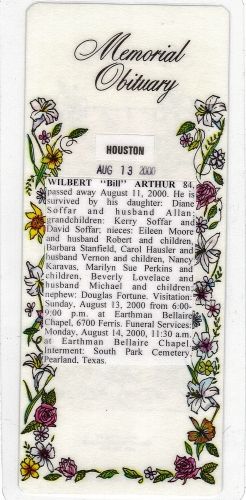 Memorial
Obituary
HOUSTON
AUG 13 2000
WILBERT "Bill" ARTHUR 84,
passed away August 11, 2000. He is
survived by his daughter: Diane
Soffar and husband Allan;
grandchildren: Kerry Soffar and
David Soffar; nieces: Eileen Moore
and husband Robert and children,
Barbara Stanfield, Carol Hausler and
husband Vernon and children, Nancy
Karavas, Marilyn Sue Perkins and
children, Beverly Lovelace and
husband Michael and children;
nephew: Douglas Fortune. Visitation:
Sunday, August 13, 2000 from 6:00-
9:00 p.m. at Earthman Bellaire
Chapel, 6700 Ferris. Funeral Services:
Monday, August 14, 2000, 11:30 a.m.
at Earthman Bellaire Chapel.
Interment: South Park Cemetery,
Pearland, Texas.